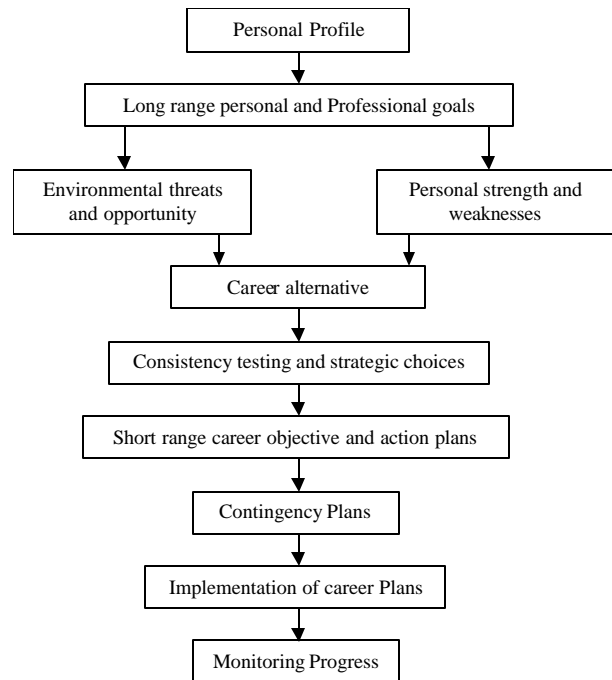 Personal Profile
Long range personal and Professional goals
Environmental threats
and opportunity
Personal strength and
weaknesses
Career alternative
Consistency testing and strategic choices
Short range career objective and action plans
Contingency Plans
Implementation of career Plans
Monitoring Progress